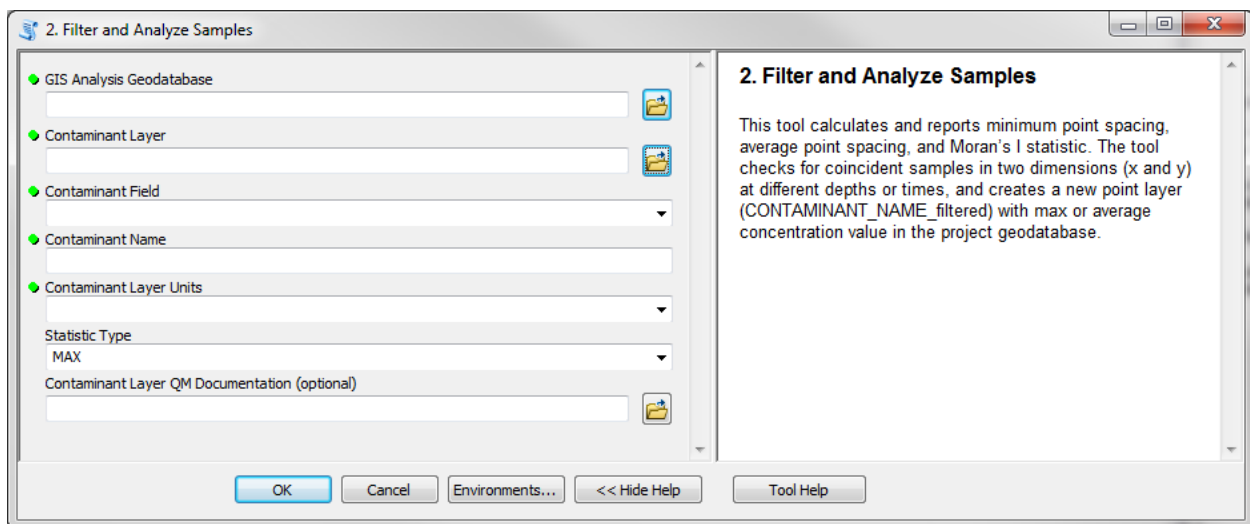 2. Filter and Analyze Samples
GIS Analysis Geodatabase
Contaminant Layer
Contaminant Field
Contaminant Name
Contaminant Layer Units
Statistic Type
MAX
Contaminant Layer QM Documentation (optional)
2. Filter and Analyze Samples
This tool calculates and reports minimum point spacing,
average point spacing, and Moran's I statistic. The tool
checks for coincident samples in two dimensions (x and y)
at different depths or times, and creates a new point layer
(CONTAMINANT_NAME_filtered) with max or average
concentration value in the project geodatabase.
OK
Cancel
Environments...
<< Hide Help
Tool Help